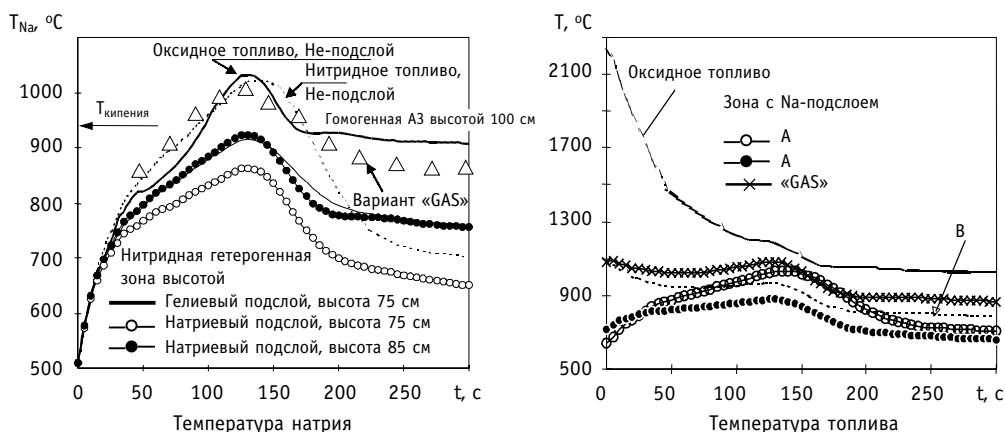 T_Na, °C
1000
900
800
700
600
500
Оксидное топливо, He-подслой
Нитридное топливо,
He-подслой
T_кипения
Гомогенная АЗ высотой 100 см
Вариант «GAS»
Нитридная гетерогенная
зона высотой
Гелиевый подслой, высота 75 см
Натриевый подслой, высота 75 см
Натриевый подслой, высота 85 см
0 50 100 150 200 250 t, c
Температура натрия
T, °C
2100
1700
1300
900
500
Оксидное топливо
Зона с Na-подслоем
А
А
«GAS»
В
0 50 100 150 200 250 t, c
Температура топлива